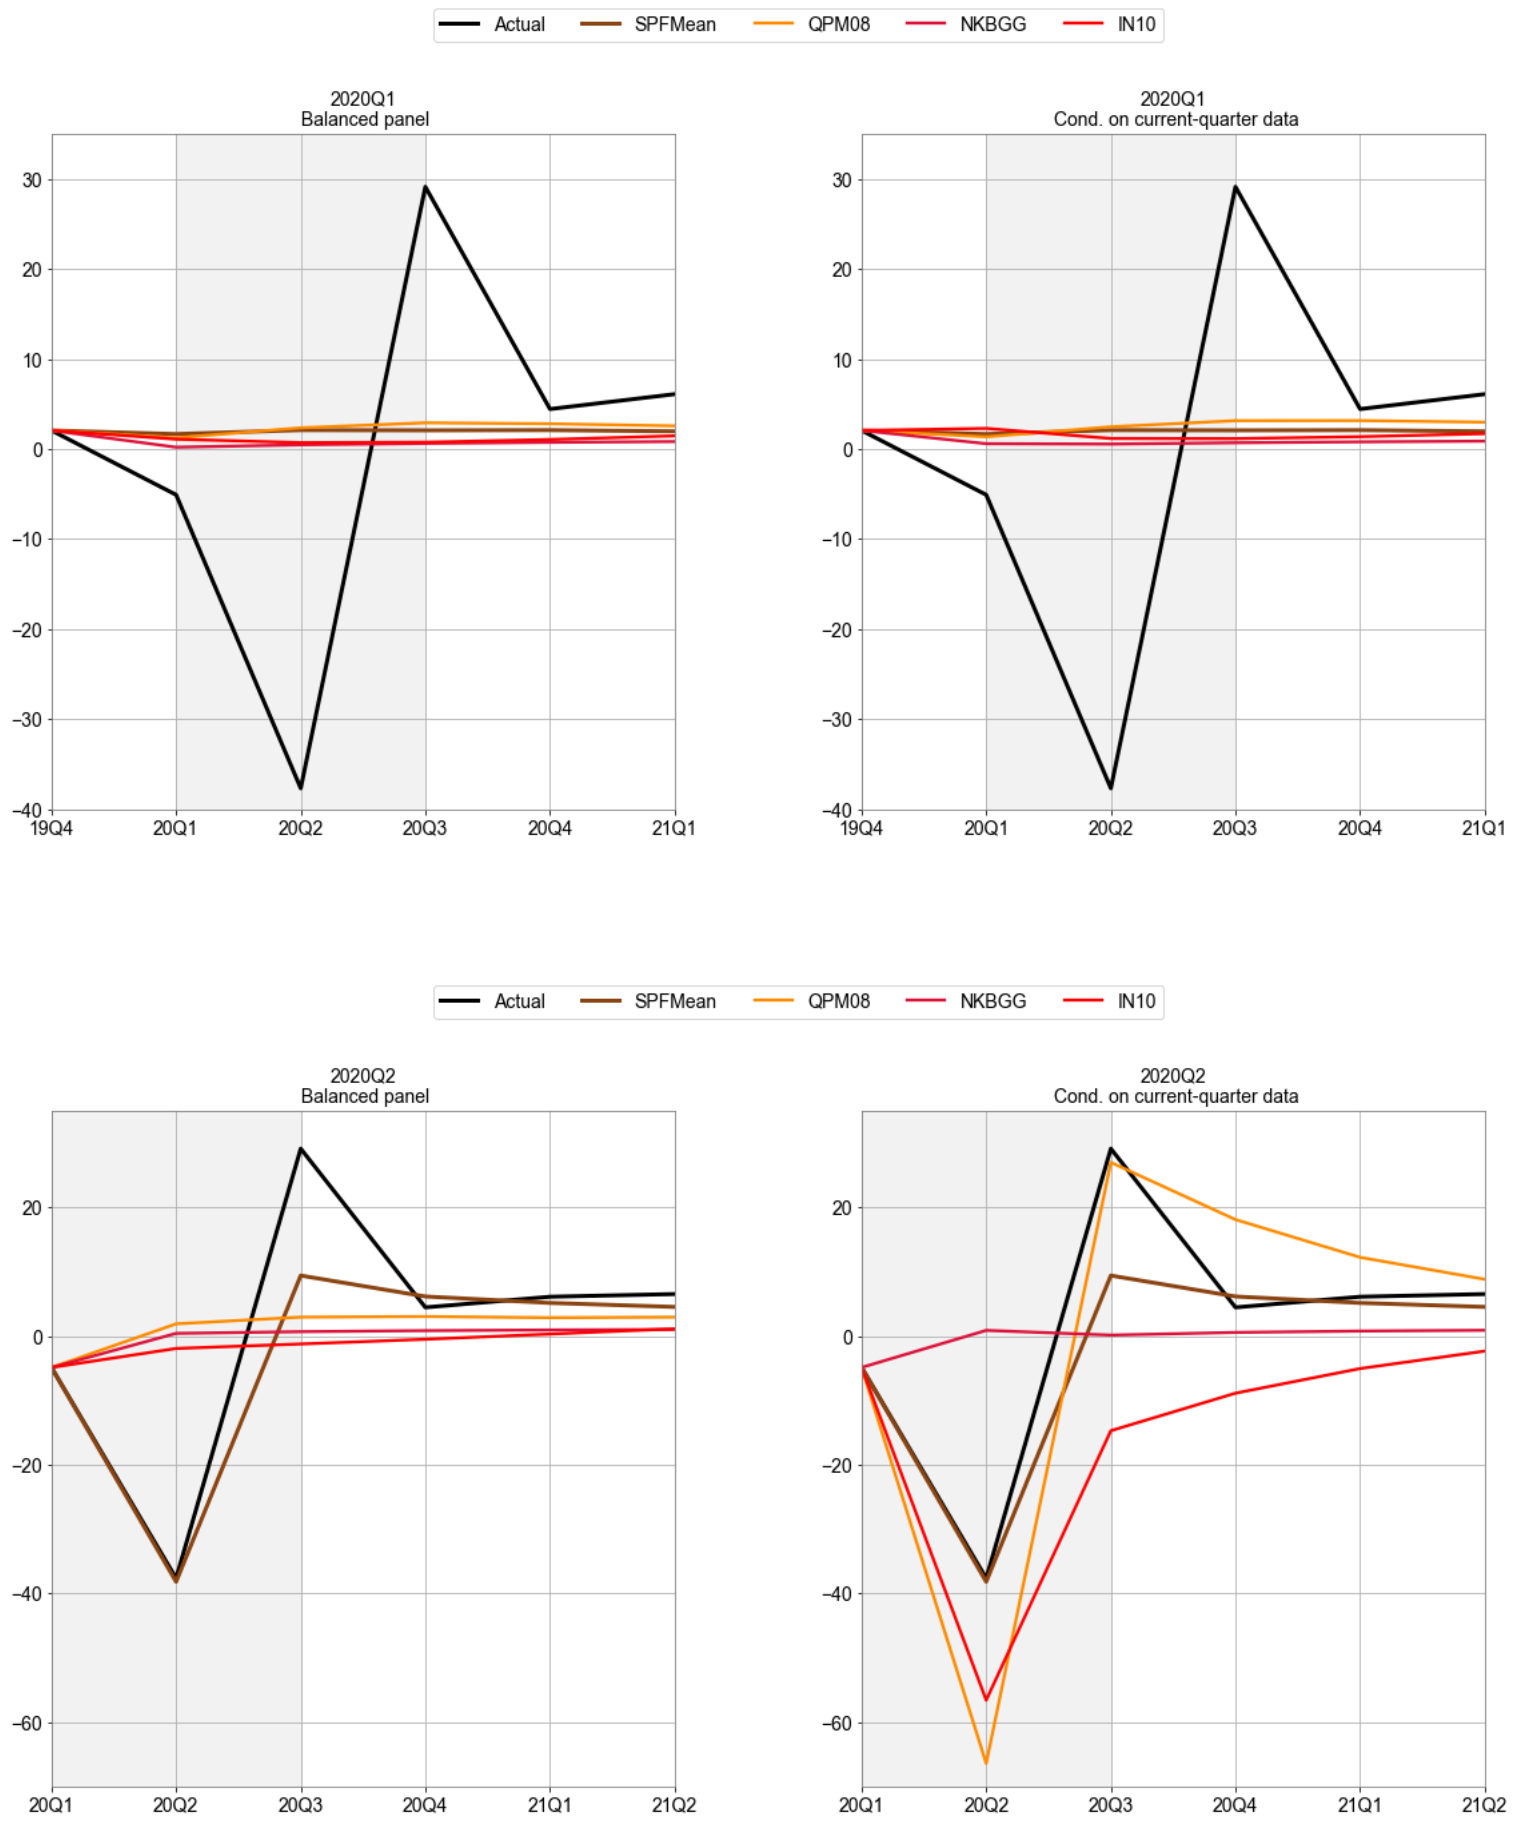 Actual SPFMean QPM08 NKBGG IN10
2020Q1
Balanced panel
30
20
10
0
−10
−20
−30
−40
19Q4 20Q1 20Q2 20Q3 20Q4 21Q1
2020Q1
Cond. on current-quarter data
30
20
10
0
−10
−20
−30
−40
19Q4 20Q1 20Q2 20Q3 20Q4 21Q1
Actual SPFMean QPM08 NKBGG IN10
2020Q2
Balanced panel
20
0
−20
−40
−60
20Q1 20Q2 20Q3 20Q4 21Q1 21Q2
2020Q2
Cond. on current-quarter data
20
0
−20
−40
−60
20Q1 20Q2 20Q3 20Q4 21Q1 21Q2